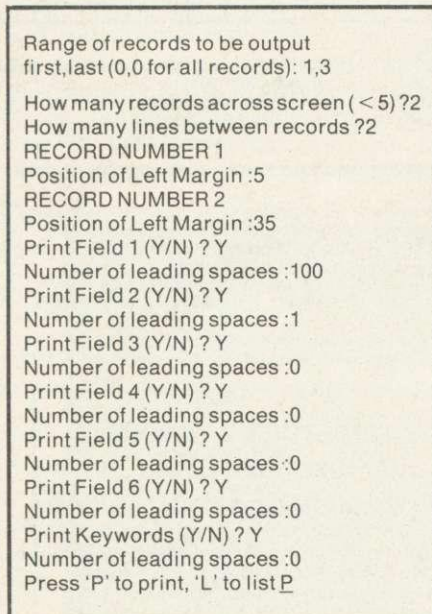 Range of records to be output
first,last (0,0 for all records): 1,3
How many records across screen ( < 5) ?2
How many lines between records ?2
RECORD NUMBER 1
Position of Left Margin :5
RECORD NUMBER 2
Position of Left Margin :35
Print Field 1 (Y/N) ? Y
Number of leading spaces :100
Print Field 2 (Y/N) ? Y
Number of leading spaces :1
Print Field 3 (Y/N) ? Y
Number of leading spaces :0
Print Field 4 (Y/N) ? Y
Number of leading spaces :0
Print Field 5 (Y/N) ? Y
Number of leading spaces :0
Print Field 6 (Y/N) ? Y
Number of leading spaces :0
Print Keywords (Y/N) ? Y
Number of leading spaces :0
Press ‘P’ to print, ‘L’ to list P